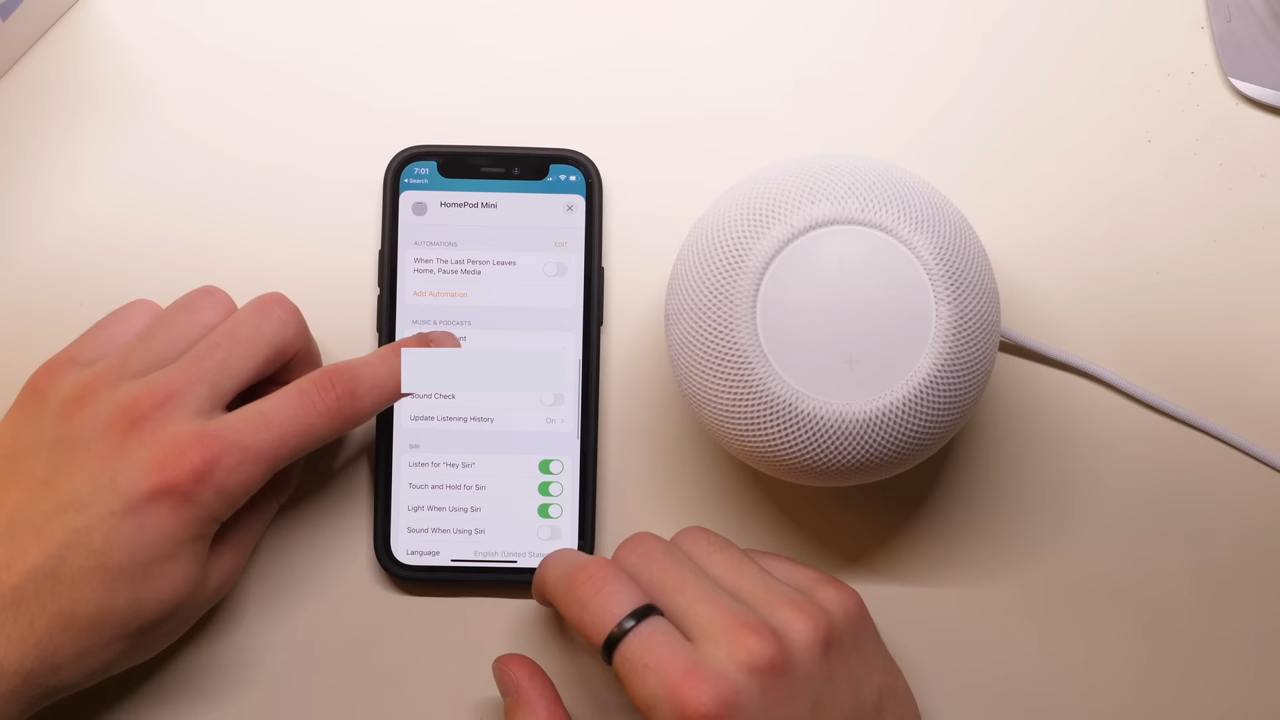 7:01
◂ Search
HomePod Mini
AUTOMATIONS EDIT
When The Last Person Leaves
Home, Pause Media
Add Automation
MUSIC & PODCASTS
Sound Check
Update Listening History On >
SIRI
Listen for "Hey Siri"
Touch and Hold for Siri
Light When Using Siri
Sound When Using Siri
Language English (United